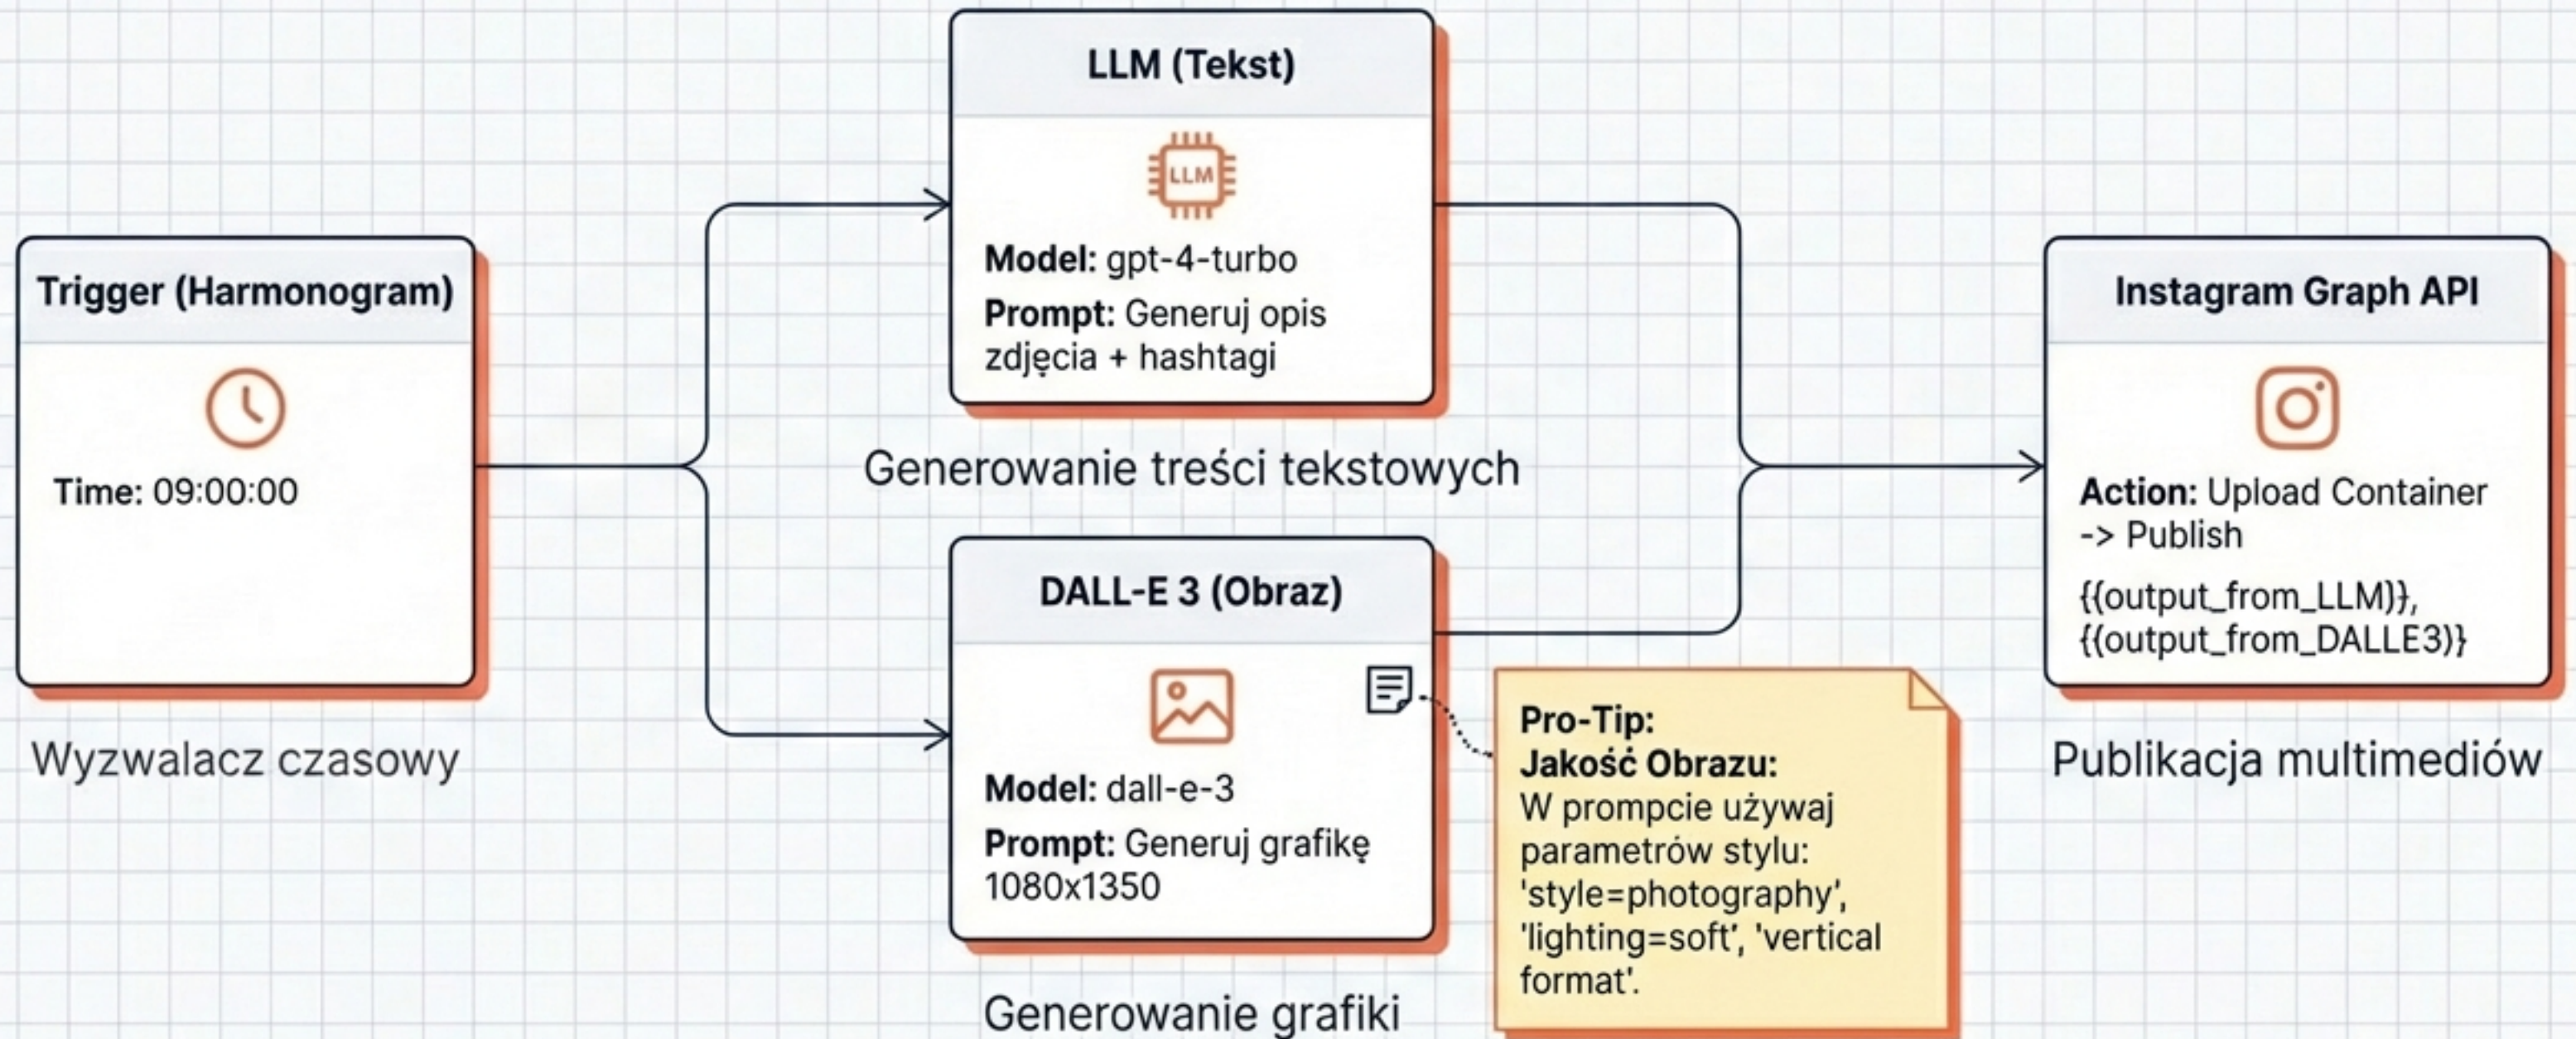 Trigger (Harmonogram)
Time: 09:00:00
Wyzwalacz czasowy
LLM (Tekst)
LLM
Model: gpt-4-turbo
Prompt: Generuj opis
zdjęcia + hashtagi
Generowanie treści tekstowych
DALL-E 3 (Obraz)
Model: dall-e-3
Prompt: Generuj grafikę
1080x1350
Generowanie grafiki
Pro-Tip:
Jakość Obrazu:
W prompcie używaj
parametrów stylu:
'style=photography',
'lighting=soft', 'vertical
format'.
Instagram Graph API
Action: Upload Container
-> Publish
{{output_from_LLM)},
{{output_from_DALLE3)}
Publikacja multimediów